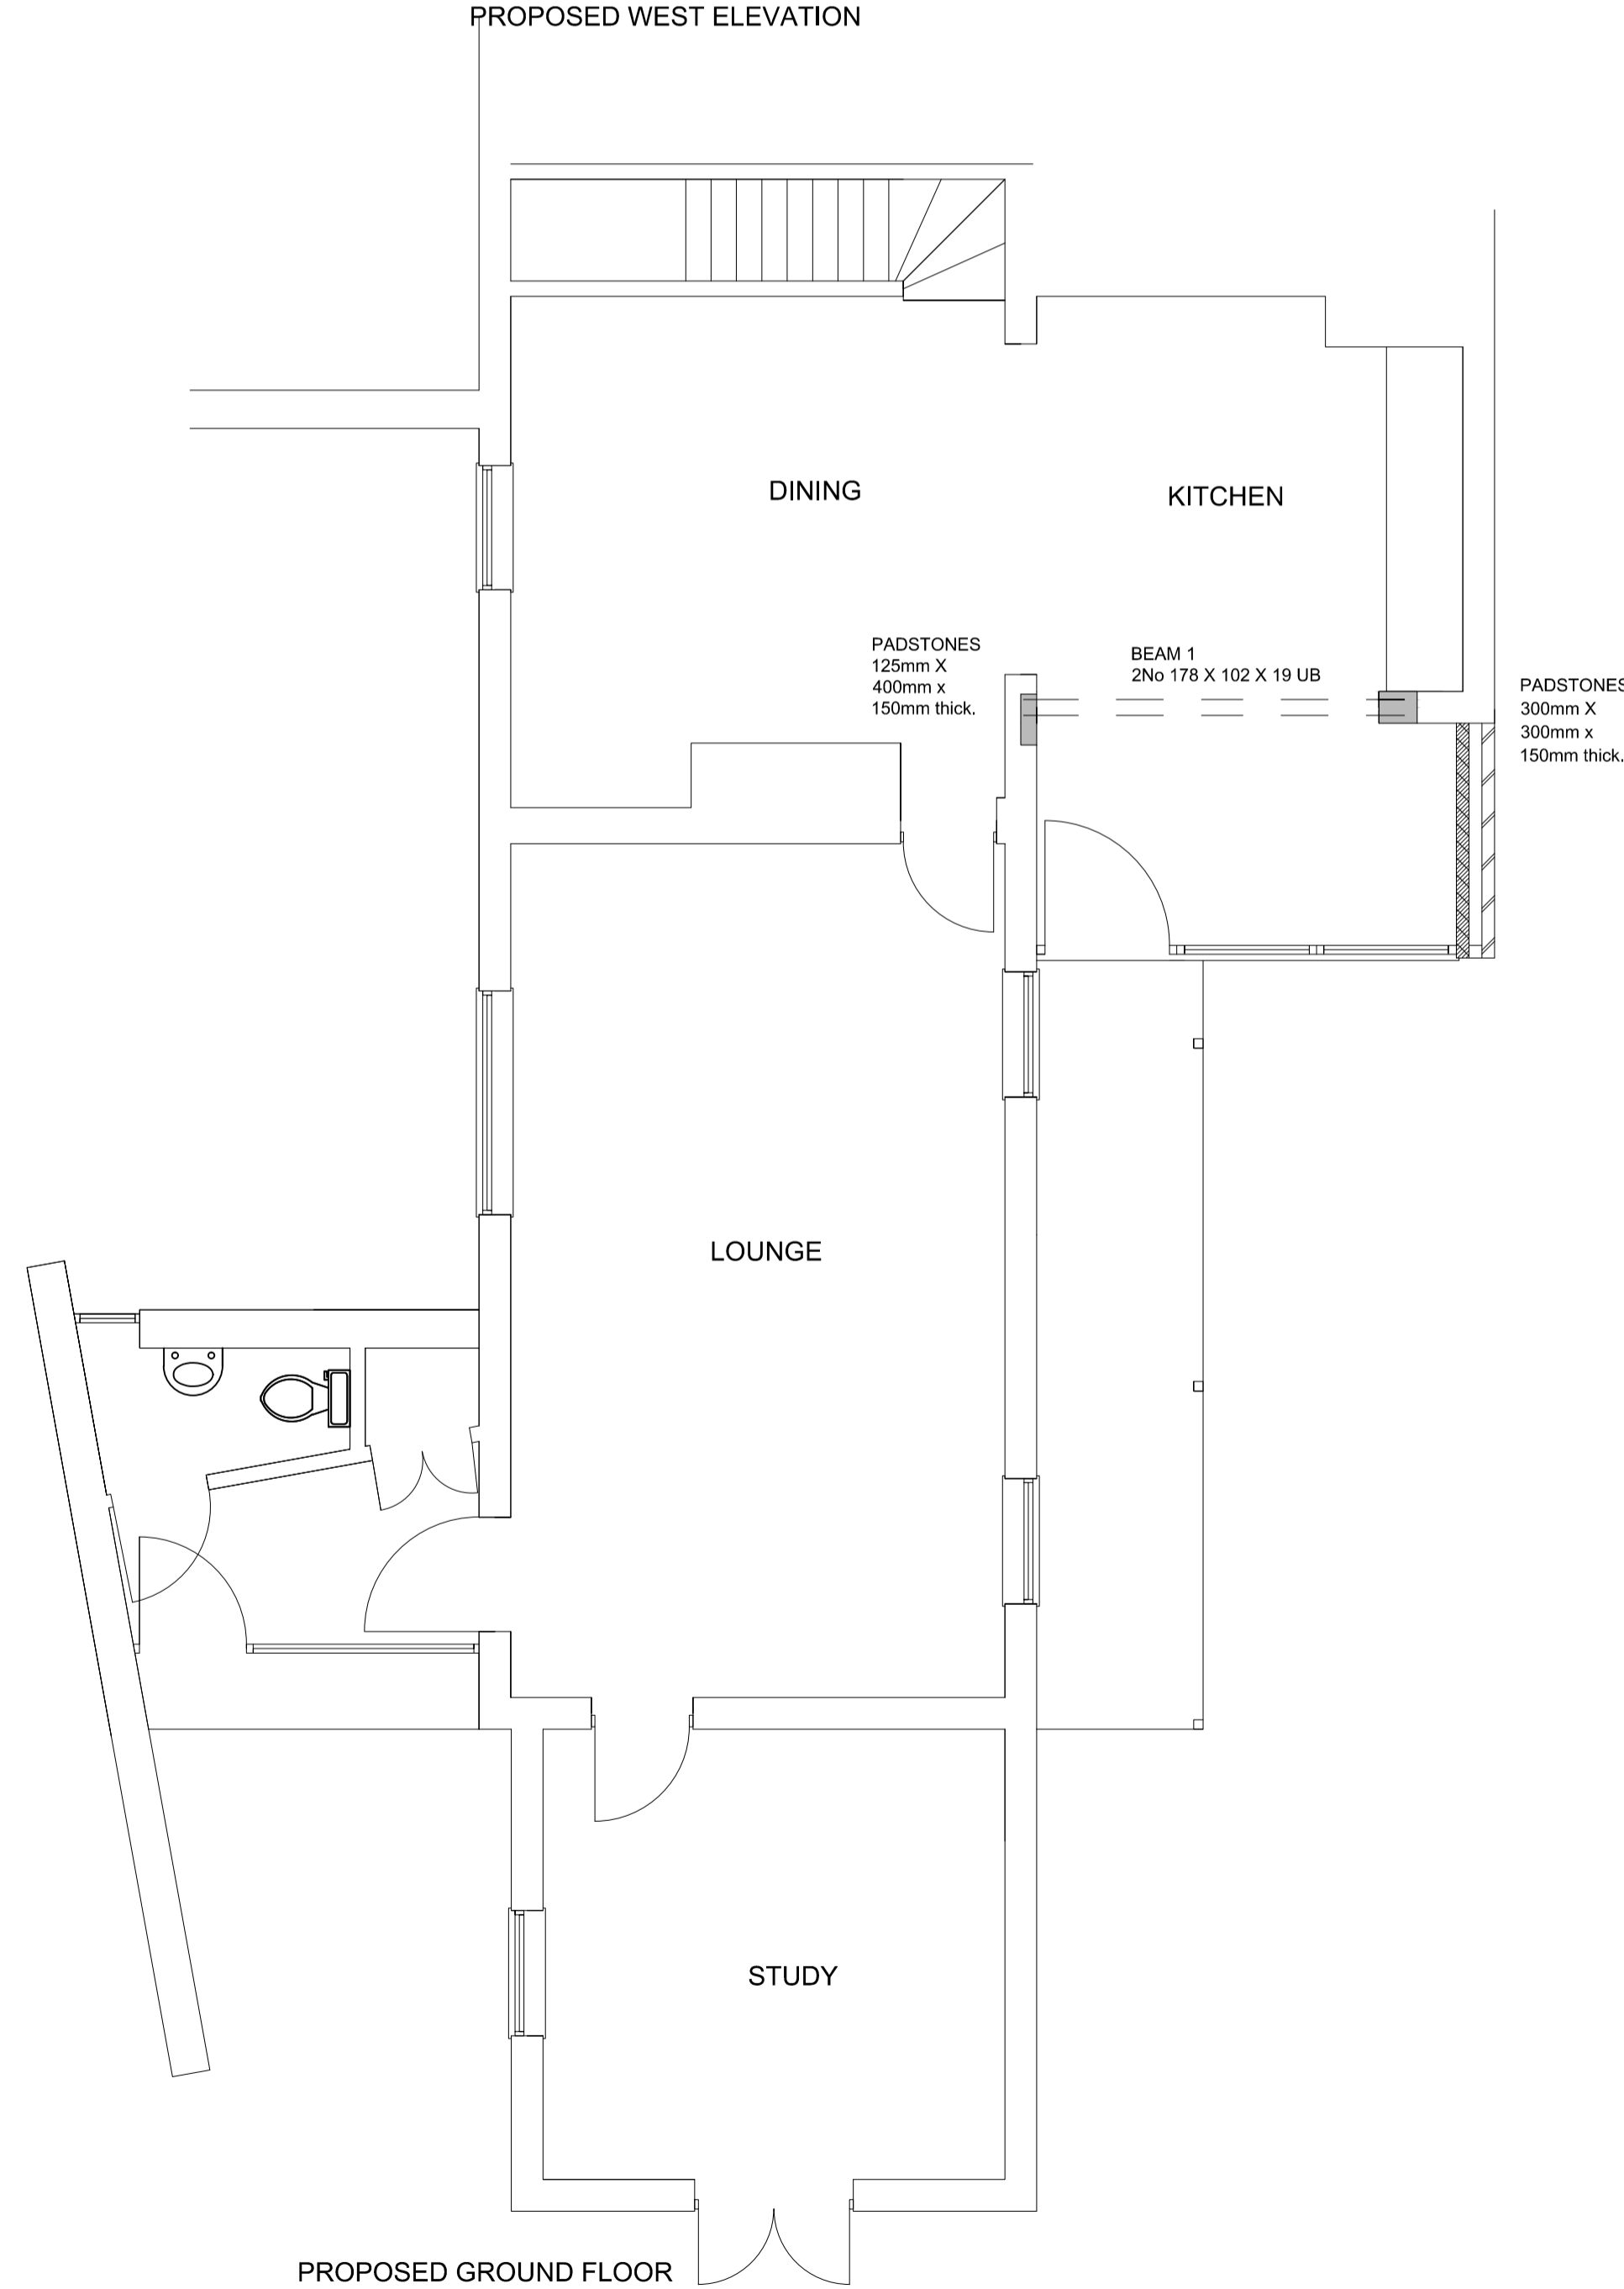 PROPOSED WEST ELEVATION
DINING
KITCHEN
PADSTONES
125mm X
400mm x
150mm thick.
BEAM 1
2No 178 X 102 X 19 UB
PADSTONES
300mm X
300mm x
150mm thick.
LOUNGE
STUDY
PROPOSED GROUND FLOOR